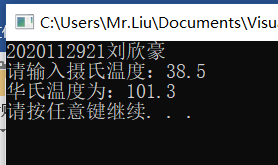 C:\Users\Mr.Liu\Documents\Visua
2020112921刘欣豪
请输入摄氏温度：38.5
华氏温度为：101.3
请按任意键继续. . .